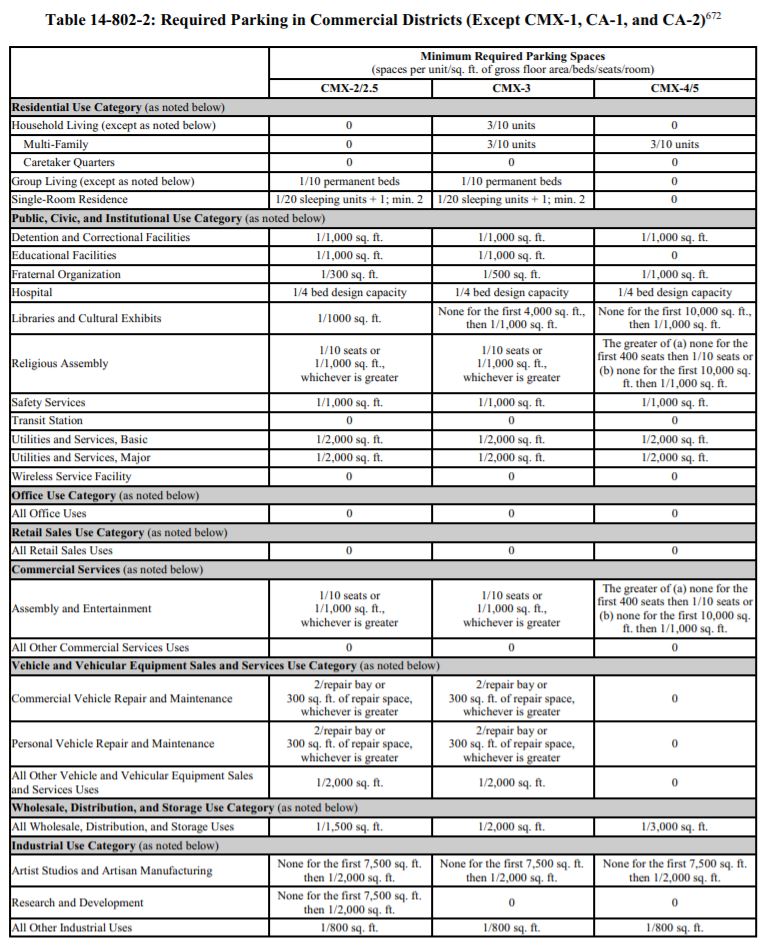 Table 14-802-2: Required Parking in Commercial Districts (Except CMX-1, CA-1, and CA-2)672
Minimum Required Parking Spaces
(spaces per unit/sq. ft. of gross floor area/beds/seats/room)
CMX-2/2.5 CMX-3 CMX-4/5
Residential Use Category (as noted below)
Household Living (except as noted below) 0 3/10 units 0
Multi-Family 0 3/10 units 3/10 units
Caretaker Quarters 0 0 0
Group Living (except as noted below) 1/10 permanent beds 1/10 permanent beds 0
Single-Room Residence 1/20 sleeping units + 1; min. 2 1/20 sleeping units + 1; min. 2 0
Public, Civic, and Institutional Use Category (as noted below)
Detention and Correctional Facilities 1/1,000 sq. ft. 1/1,000 sq. ft. 1/1,000 sq. ft.
Educational Facilities 1/1,000 sq. ft. 1/1,000 sq. ft. 0
Fraternal Organization 1/300 sq. ft. 1/500 sq. ft. 1/1,000 sq. ft.
Hospital 1/4 bed design capacity 1/4 bed design capacity 1/4 bed design capacity
Libraries and Cultural Exhibits
1/1000 sq. ft.
None for the first 4,000 sq. ft.,
then 1/1,000 sq. ft.
None for the first 10,000 sq. ft.,
then 1/1,000 sq. ft.
Religious Assembly
1/10 seats or
1/1,000 sq. ft.,
whichever is greater
1/10 seats or
1/1,000 sq. ft.,
whichever is greater
The greater of (a) none for the
first 400 seats then 1/10 seats or
(b) none for the first 10,000 sq.
ft. then 1/1,000 sq. ft.
Safety Services 1/1,000 sq. ft. 1/1,000 sq. ft. 1/1,000 sq. ft.
Transit Station 0 0 0
Utilities and Services, Basic 1/2,000 sq. ft. 1/2,000 sq. ft. 1/2,000 sq. ft.
Utilities and Services, Major 1/2,000 sq. ft. 1/2,000 sq. ft. 1/2,000 sq. ft.
Wireless Service Facility 0 0 0
Office Use Category (as noted below)
All Office Uses 0 0 0
Retail Sales Use Category (as noted below)
All Retail Sales Uses 0 0 0
Commercial Services (as noted below)
Assembly and Entertainment
1/10 seats or
1/1,000 sq. ft.,
whichever is greater
1/10 seats or
1/1,000 sq. ft.,
whichever is greater
The greater of (a) none for the
first 400 seats then 1/10 seats or
(b) none for the first 10,000 sq.
ft. then 1/1,000 sq. ft.
All Other Commercial Services Uses 0 0 0
Vehicle and Vehicular Equipment Sales and Services Use Category (as noted below)
Commercial Vehicle Repair and Maintenance
2/repair bay or
300 sq. ft. of repair space,
whichever is greater
2/repair bay or
300 sq. ft. of repair space,
whichever is greater
0
Personal Vehicle Repair and Maintenance
2/repair bay or
300 sq. ft. of repair space,
whichever is greater
2/repair bay or
300 sq. ft. of repair space,
whichever is greater
0
All Other Vehicle and Vehicular Equipment Sales
and Services Uses
1/2,000 sq. ft. 1/2,000 sq. ft. 0
Wholesale, Distribution, and Storage Use Category (as noted below)
All Wholesale, Distribution, and Storage Uses 1/1,500 sq. ft. 1/2,000 sq. ft. 1/3,000 sq. ft.
Industrial Use Category (as noted below)
Artist Studios and Artisan Manufacturing
None for the first 7,500 sq. ft.
then 1/2,000 sq. ft.
None for the first 7,500 sq. ft.
then 1/2,000 sq. ft.
None for the first 7,500 sq. ft.
then 1/2,000 sq. ft.
Research and Development
None for the first 7,500 sq. ft.
then 1/2,000 sq. ft.
0 0
All Other Industrial Uses 1/800 sq. ft. 1/800 sq. ft. 1/800 sq. ft.